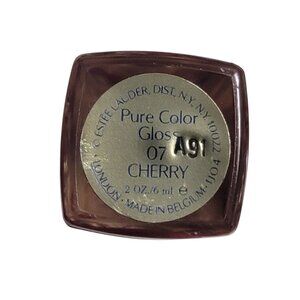 © ESTEE LAUDER, DIST. N.Y., N.Y. 10022
Pure Color
Gloss
07
A91
CHERRY
2 OZ./6 mL ℮
LONDON · MADE IN BELGIUM · 1104